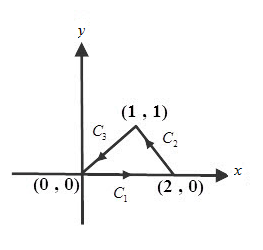 y
(1 , 1)
C₃
C₂
x
(0 , 0)
C₁
(2 , 0)